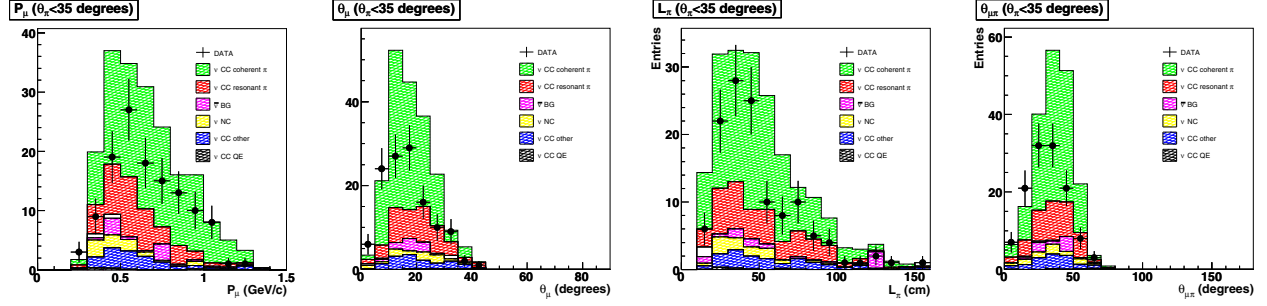 P_μ (θ_π<35 degrees)
40
30
20
10
0
0
0.5
1
1.5
P_μ (GeV/c)
DATA
ν CC coherent π
ν CC resonant π
ν̅ BG
ν NC
ν CC other
ν CC QE
θ_μ (θ_π<35 degrees)
40
20
0
0
20
40
60
80
θ_μ (degrees)
DATA
ν CC coherent π
ν CC resonant π
ν̅ BG
ν NC
ν CC other
ν CC QE
L_π (θ_π<35 degrees)
Entries
30
20
10
0
0
50
100
150
L_π (cm)
DATA
ν CC coherent π
ν CC resonant π
ν̅ BG
ν NC
ν CC other
ν CC QE
θ_μπ (θ_π<35 degrees)
Entries
60
40
20
0
0
50
100
150
θ_μπ (degrees)
DATA
ν CC coherent π
ν CC resonant π
ν̅ BG
ν NC
ν CC other
ν CC QE